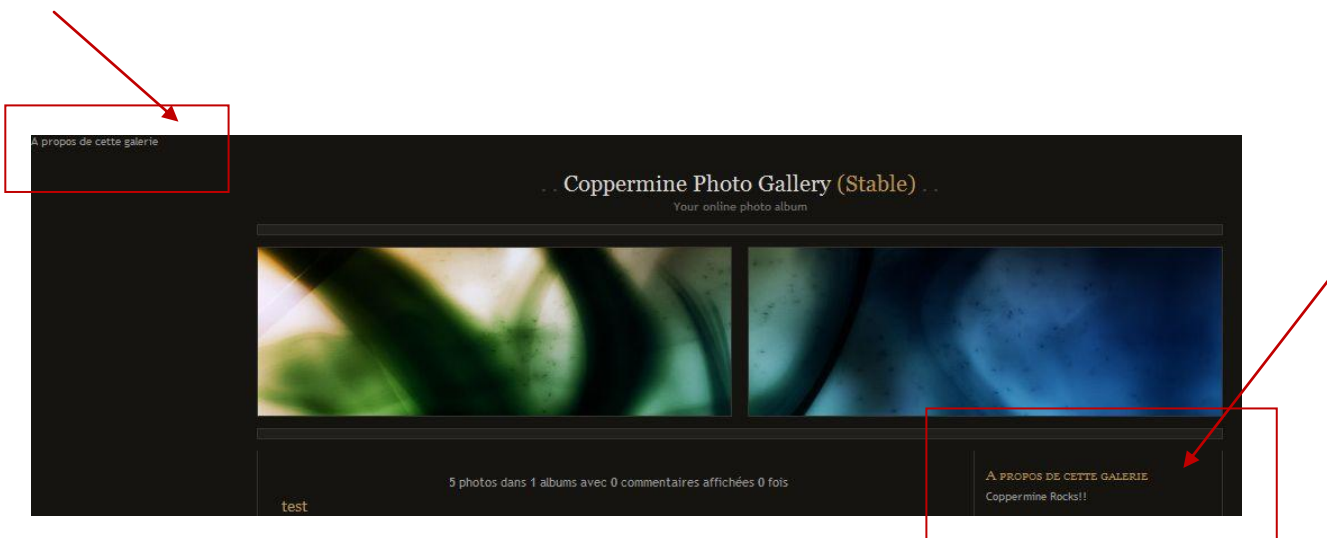 A propos de cette galerie
. . Coppermine Photo Gallery (Stable) . .
Your online photo album
5 photos dans 1 albums avec 0 commentaires affichées 0 fois
test
A PROPOS DE CETTE GALERIE
Coppermine Rocks!!